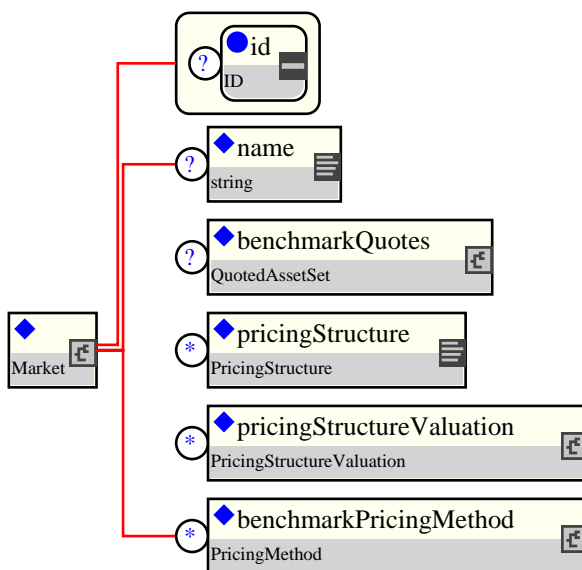 ? id
ID
? name
string
? benchmarkQuotes
QuotedAssetSet
Market
* pricingStructure
PricingStructure
* pricingStructureValuation
PricingStructureValuation
* benchmarkPricingMethod
PricingMethod